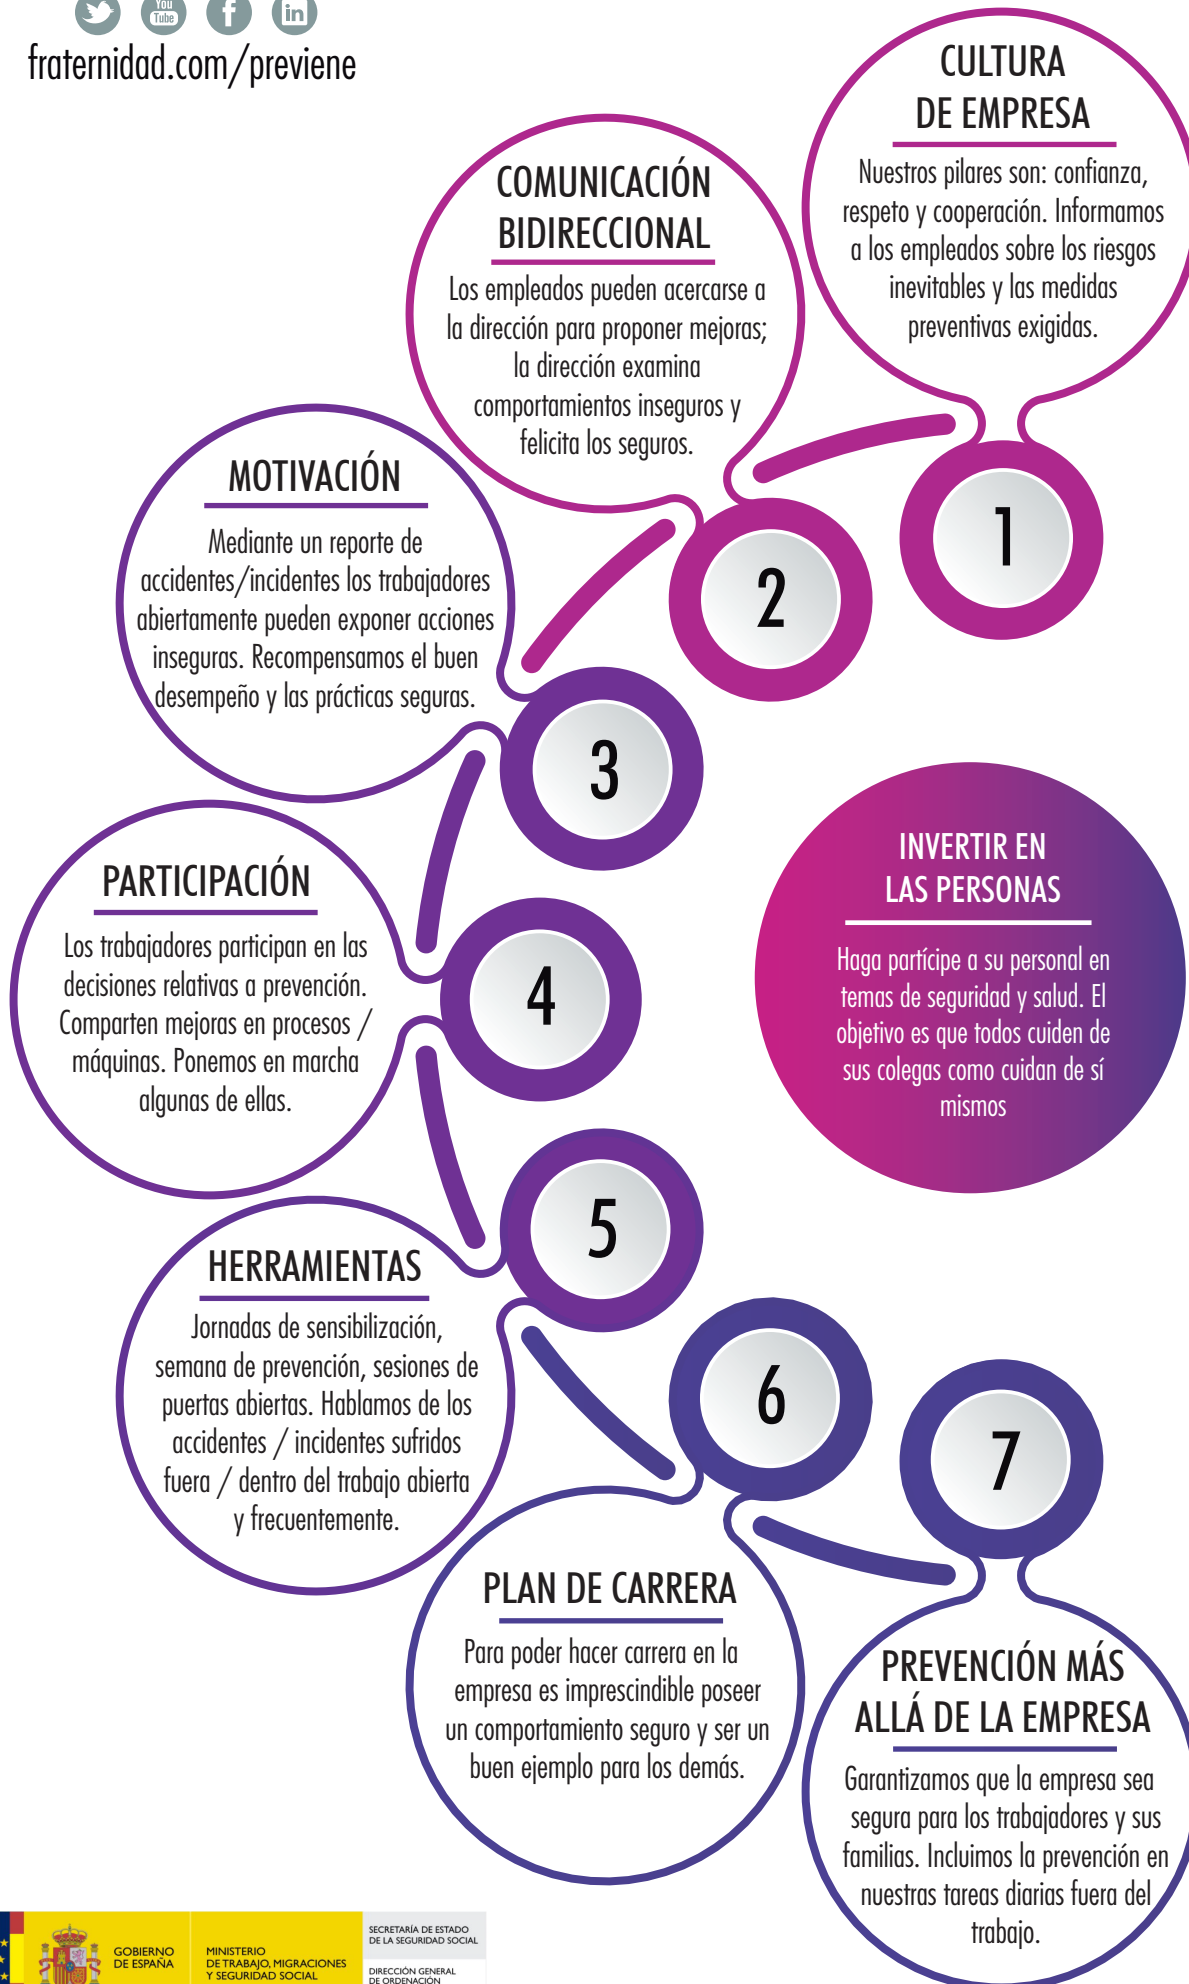 You
Tube
f
in
fraternidad.com/previene
CULTURA
DE EMPRESA
Nuestros pilares son: confianza,
respeto y cooperación. Informamos
a los empleados sobre los riesgos
inevitables y las medidas
preventivas exigidas.
1
COMUNICACIÓN
BIDIRECCIONAL
Los empleados pueden acercarse a
la dirección para proponer mejoras;
la dirección examina
comportamientos inseguros y
felicita los seguros.
2
MOTIVACIÓN
Mediante un reporte de
accidentes/incidentes los trabajadores
abiertamente pueden exponer acciones
inseguras. Recompensamos el buen
desempeño y las prácticas seguras.
3
PARTICIPACIÓN
Los trabajadores participan en las
decisiones relativas a prevención.
Comparten mejoras en procesos /
máquinas. Ponemos en marcha
algunas de ellas.
4
INVERTIR EN
LAS PERSONAS
Haga partícipe a su personal en
temas de seguridad y salud. El
objetivo es que todos cuiden de
sus colegas como cuidan de sí
mismos
HERRAMIENTAS
Jornadas de sensibilización,
semana de prevención, sesiones de
puertas abiertas. Hablamos de los
accidentes / incidentes sufridos
fuera / dentro del trabajo abierta
y frecuentemente.
5
PLAN DE CARRERA
Para poder hacer carrera en la
empresa es imprescindible poseer
un comportamiento seguro y ser un
buen ejemplo para los demás.
6
7
PREVENCIÓN MÁS
ALLÁ DE LA EMPRESA
Garantizamos que la empresa sea
segura para los trabajadores y sus
familias. Incluimos la prevención en
nuestras tareas diarias fuera del
trabajo.
GOBIERNO
DE ESPAÑA
MINISTERIO
DE TRABAJO, MIGRACIONES
Y SEGURIDAD SOCIAL
SECRETARÍA DE ESTADO
DE LA SEGURIDAD SOCIAL
DIRECCIÓN GENERAL
DE ORDENACIÓN